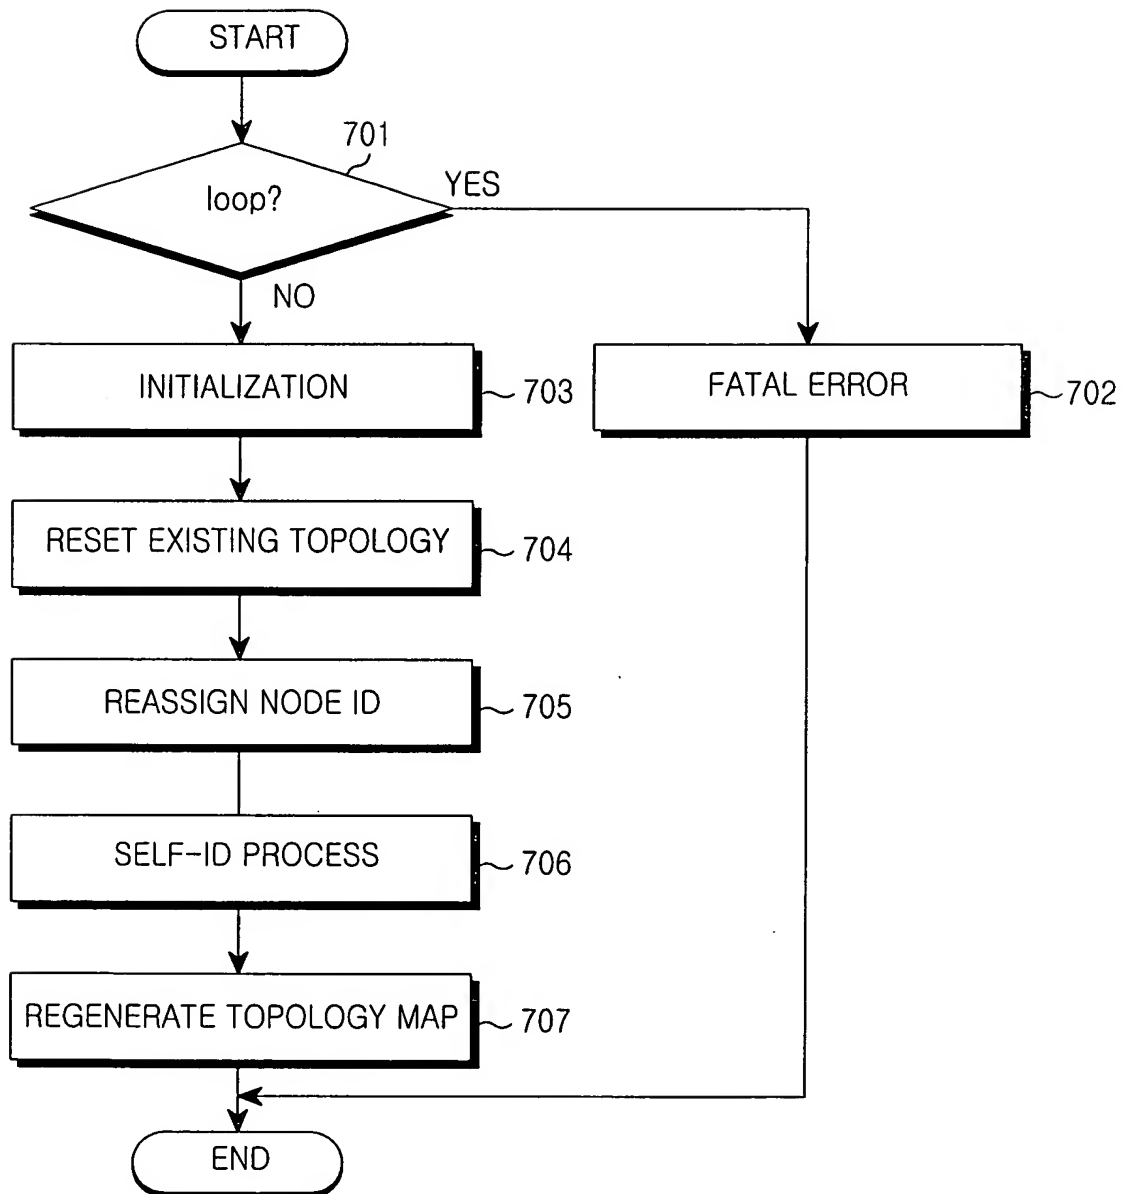 START
701
loop?
YES
NO
INITIALIZATION
703
FATAL ERROR
702
RESET EXISTING TOPOLOGY
704
REASSIGN NODE ID
705
SELF-ID PROCESS
706
REGENERATE TOPOLOGY MAP
707
END